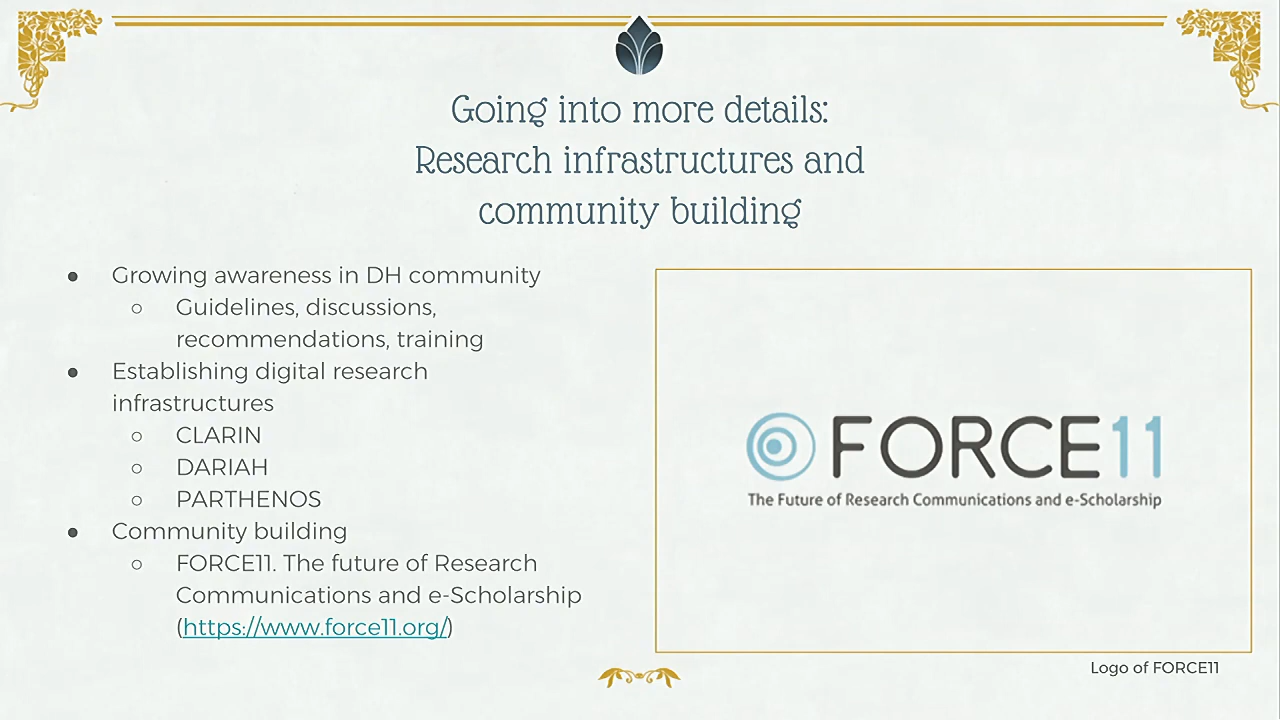 Going into more details:
Research infrastructures and
community building
● Growing awareness in DH community
○ Guidelines, discussions,
recommendations, training
● Establishing digital research
infrastructures
○ CLARIN
○ DARIAH
○ PARTHENOS
● Community building
○ FORCE11. The future of Research
Communications and e-Scholarship
(https://www.force11.org/)
FORCE11
The Future of Research Communications and e-Scholarship
Logo of FORCE11